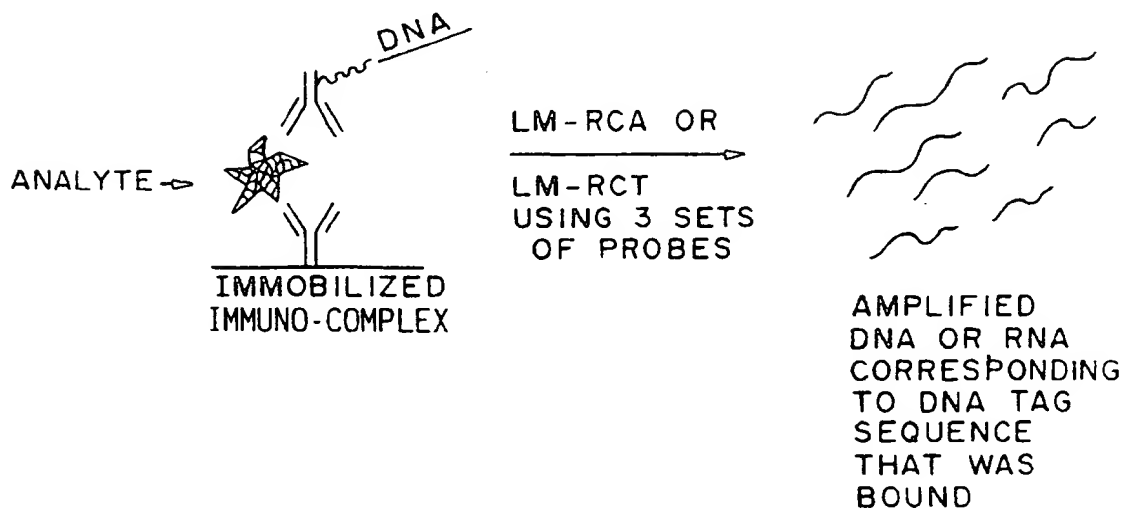 DNA
ANALYTE
IMMOBILIZED
IMMUNO-COMPLEX
LM-RCA OR
LM-RCT
USING 3 SETS
OF PROBES
AMPLIFIED
DNA OR RNA
CORRESPONDING
TO DNA TAG
SEQUENCE
THAT WAS
BOUND